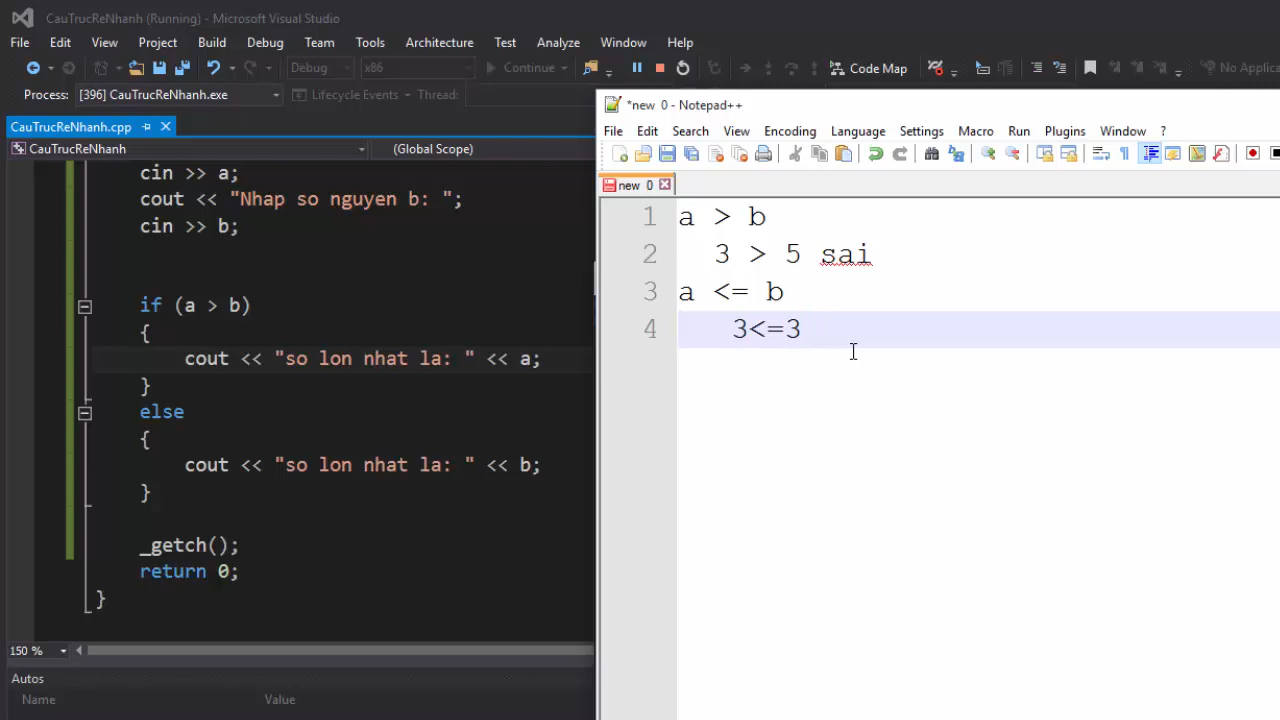 CauTrucReNhanh (Running) - Microsoft Visual Studio
File Edit View Project Build Debug Team Tools Architecture Test Analyze Window Help
Debug x86 Continue Code Map No Applica
Process: [396] CauTrucReNhanh.exe Lifecycle Events Thread:
CauTrucReNhanh.cpp
CauTrucReNhanh (Global Scope)
cin >> a;
cout << "Nhap so nguyen b: ";
cin >> b;
if (a > b)
{
cout << "so lon nhat la: " << a;
}
else
{
cout << "so lon nhat la: " << b;
}
_getch();
return 0;
}
150 %
Autos
Name Value
*new 0 - Notepad++
File Edit Search View Encoding Language Settings Macro Run Plugins Window ?
new 0
1 a > b
2 3 > 5 sai
3 a <= b
4 3<=3